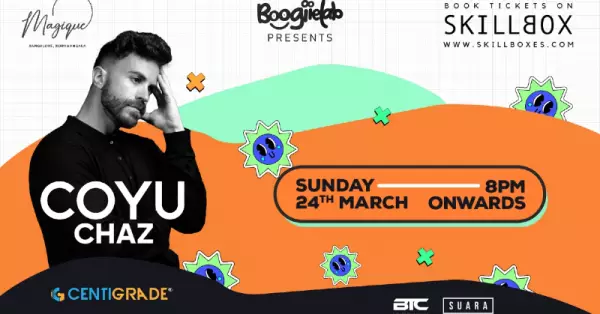 Magique
Boogielab
PRESENTS
BOOK TICKETS ON
SKILLBOX
WWW.SKILLBOXES.COM
SUNDAY 8PM
24TH MARCH ONWARDS
COYU
CHAZ
CENTIGRADE
BTC
SUARA